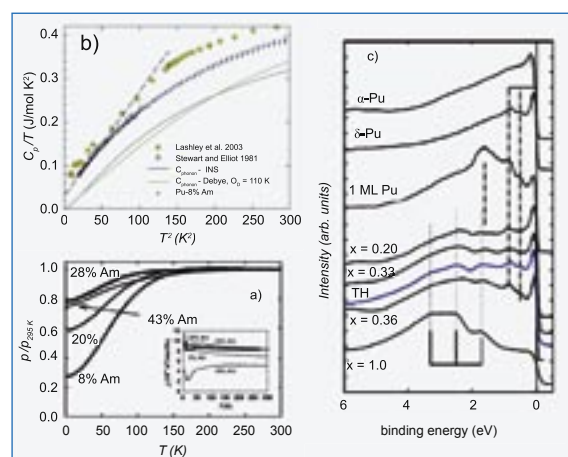 b)
C_p/T (J/mol K²)
0.4
0.3
0.2
0.1
0
Lashley et al. 2003
Stewart and Elliot 1981
C_phonon - INS
C_phonon - Debye, O_D = 110 K
Pu-8% Am
0 50 100 150 200 250 300
T² (K²)
a)
p/p_295 K
1.0
0.8
0.6
0.4
0.2
0.0
28% Am
43% Am
20%
8% Am
0 50 100 150 200 250 300
T (K)
c)
Intensity (arb. units)
α-Pu
δ-Pu
1 ML Pu
x = 0.20
x = 0.33
TH
x = 0.36
x = 1.0
6 4 2 0
binding energy (eV)